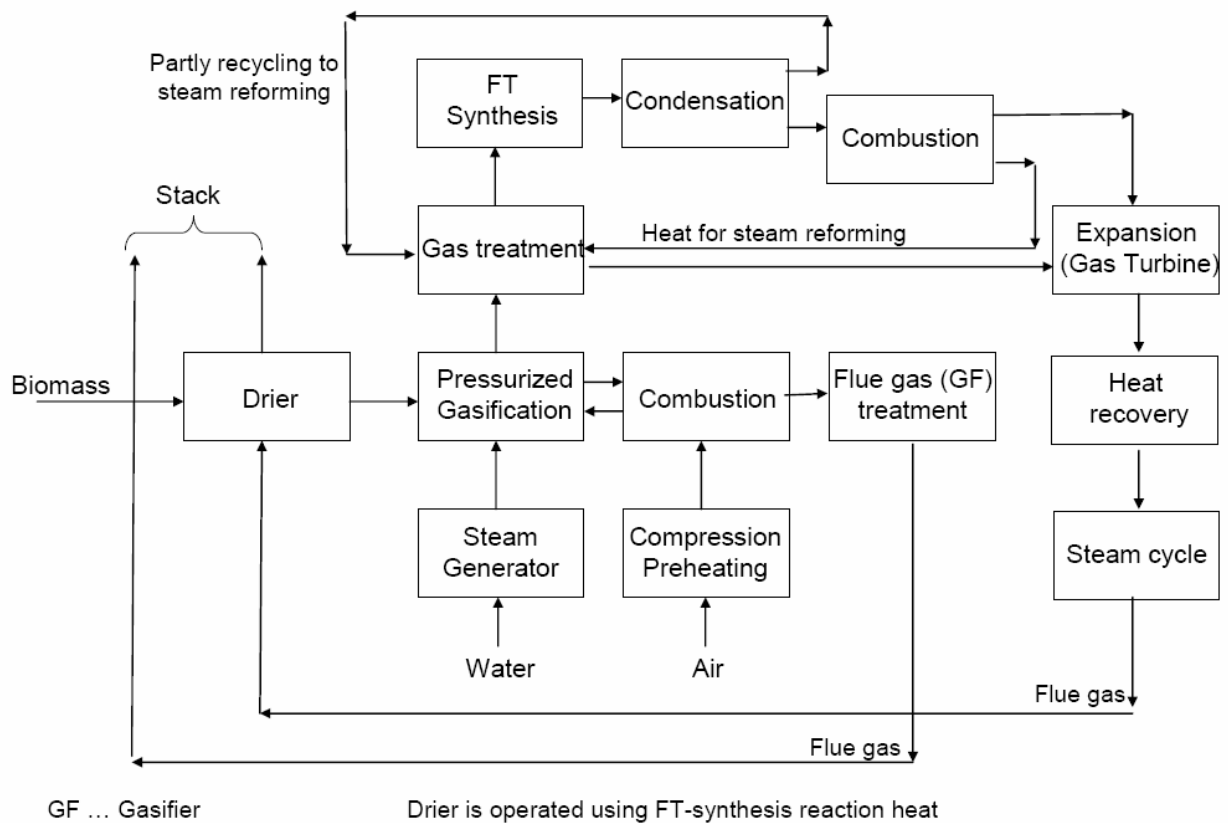 Partly recycling to
steam reforming
FT
Synthesis
Condensation
Combustion
Stack
Gas treatment
Heat for steam reforming
Expansion
(Gas Turbine)
Biomass
Drier
Pressurized
Gasification
Combustion
Flue gas (GF)
treatment
Heat
recovery
Steam
Generator
Compression
Preheating
Steam cycle
Water
Air
Flue gas
Flue gas
GF … Gasifier
Drier is operated using FT-synthesis reaction heat